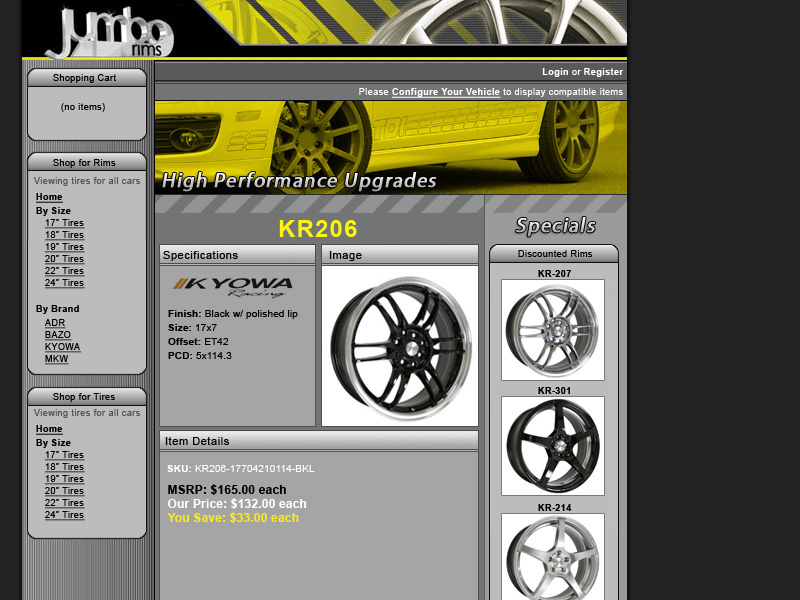 Jumbo
rims
Shopping Cart
(no items)
Shop for Rims
Viewing tires for all cars
Home
By Size
17" Tires
18" Tires
19" Tires
20" Tires
22" Tires
24" Tires
By Brand
ADR
BAZO
KYOWA
MKW
Shop for Tires
Viewing tires for all cars
Home
By Size
17" Tires
18" Tires
19" Tires
20" Tires
22" Tires
24" Tires
Login or Register
Please Configure Your Vehicle to display compatible items
TDI
High Performance Upgrades
KR206
Specifications
KYOWA
Racing
Finish: Black w/ polished lip
Size: 17x7
Offset: ET42
PCD: 5x114.3
Image
Item Details
SKU: KR206-17704210114-BKL
MSRP: $165.00 each
Our Price: $132.00 each
You Save: $33.00 each
Specials
Discounted Rims
KR-207
KR-301
KR-214